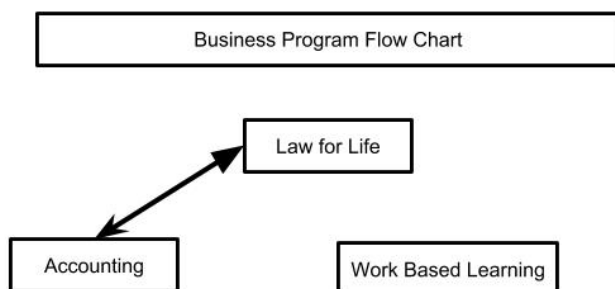 Business Program Flow Chart
Law for Life
Accounting
Work Based Learning